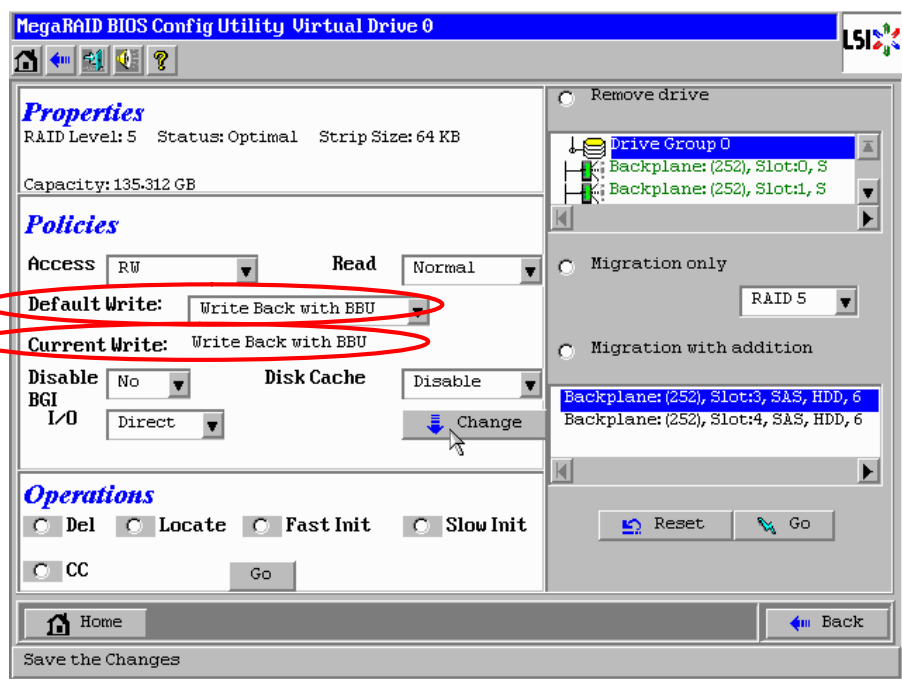 MegaRAID BIOS Config Utility Virtual Drive 0
LSI
Properties
RAID Level: 5 Status: Optimal Strip Size: 64 KB
Capacity: 135.312 GB
Policies
Access RW Read Normal
Default Write: Write Back with BBU
Current Write: Write Back with BBU
Disable BGI No Disk Cache Disable
I/O Direct Change
Operations
Del Locate Fast Init Slow Init
CC Go
Remove drive
Drive Group 0
Backplane: (252), Slot:0, S
Backplane: (252), Slot:1, S
Migration only
RAID 5
Migration with addition
Backplane: (252), Slot:3, SAS, HDD, 6
Backplane: (252), Slot:4, SAS, HDD, 6
Reset Go
Home Back
Save the Changes